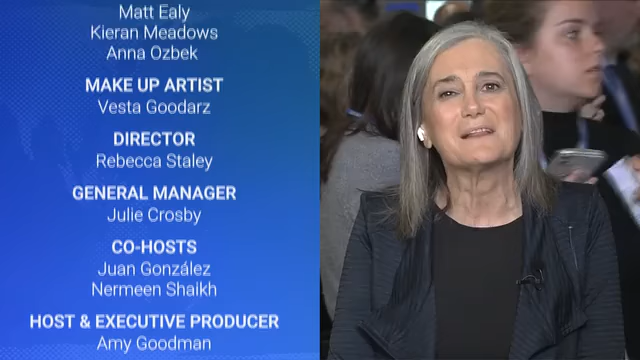 Matt Ealy
Kieran Meadows
Anna Ozbek
MAKE UP ARTIST
Vesta Goodarz
DIRECTOR
Rebecca Staley
GENERAL MANAGER
Julie Crosby
CO-HOSTS
Juan González
Nermeen Shaikh
HOST & EXECUTIVE PRODUCER
Amy Goodman